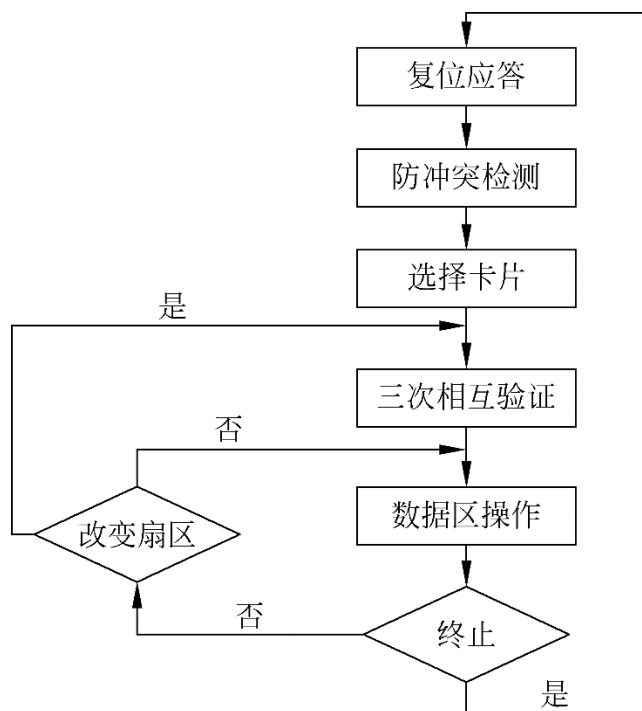 复位应答
防冲突检测
选择卡片
是
三次相互验证
否
改变扇区
数据区操作
否
终止
是